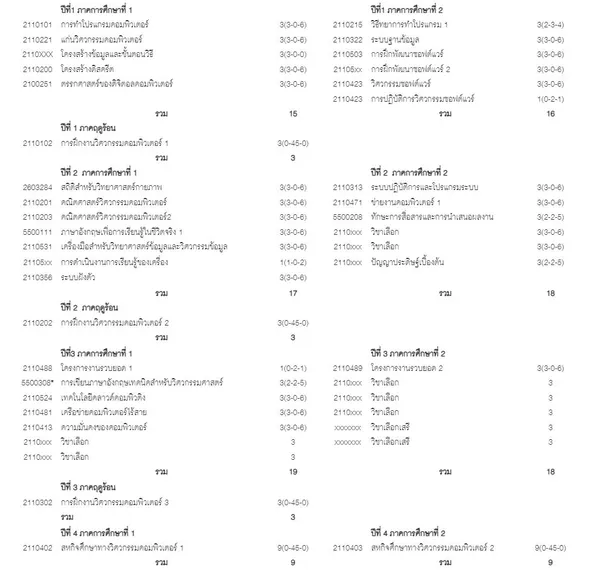 ปีที่1 ภาคการศึกษาที่ 1
2110101 การทำโปรแกรมคอมพิวเตอร์ 3(3-0-6)
2110221 แก่นวิศวกรรมคอมพิวเตอร์ 3(3-0-6)
2110XXX โครงสร้างข้อมูลและขั้นตอนวิธี 3(3-0-0)
2110200 โครงสร้างดิสครีต 3(3-0-6)
2100251 ตรรกศาสตร์ของดิจิตอลคอมพิวเตอร์ 3(3-0-6)
รวม 15
ปีที่1 ภาคการศึกษาที่ 2
2110215 วิธีทยาการทำโปรแกรม 1 3(2-3-4)
2110322 ระบบฐานข้อมูล 3(3-0-6)
2110503 การฝึกพัฒนาซอฟต์แวร์ 3(3-0-6)
21105xx การฝึกพัฒนาซอฟต์แวร์ 2 3(3-0-6)
2110423 วิศวกรรมซอฟต์แวร์ 3(3-0-6)
2110423 การปฏิบัติการวิศวกรรมซอฟต์แวร์ 1(0-2-1)
รวม 16
ปีที่ 1 ภาคฤดูร้อน
2110102 การฝึกงานวิศวกรรมคอมพิวเตอร์ 1 3(0-45-0)
รวม 3
ปีที่ 2 ภาคการศึกษาที่ 1
2603284 สถิติสำหรับวิทยาศาสตร์กายภาพ 3(3-0-6)
2110201 คณิตศาสตร์วิศวกรรมคอมพิวเตอร์ 3(3-0-6)
2110203 คณิตศาสตร์วิศวกรรมคอมพิวเตอร์2 3(3-0-6)
5500111 ภาษาอังกฤษเพื่อการเรียนรู้ในชีวิตจริง 1 3(3-0-6)
2110531 เครื่องมือสำหรับวิทยาศาสตร์ข้อมูลและวิศวกรรมข้อมูล 3(3-0-6)
21105xx การดำเนินงานการเรียนรู้ของเครื่อง 1(1-0-2)
2110356 ระบบฝังตัว 3(3-0-6)
รวม 17
ปีที่ 2 ภาคการศึกษาที่ 2
2110313 ระบบปฏิบัติการและโปรแกรมระบบ 3(3-0-6)
2110471 ข่ายงานคอมพิวเตอร์ 1 3(3-0-6)
5500208 ทักษะการสื่อสารและการนำเสนอผลงาน 3(2-2-5)
2110xxx วิชาเลือก 3(3-0-6)
2110xxx วิชาเลือก 3(3-0-6)
2110xxx ปัญญาประดิษฐ์เบื้องต้น 3(2-2-5)
รวม 18
ปีที่ 2 ภาคฤดูร้อน
2110202 การฝึกงานวิศวกรรมคอมพิวเตอร์ 2 3(0-45-0)
รวม 3
ปีที่3 ภาคการศึกษาที่ 1
2110488 โครงการงานรวบยอด 1 1(0-2-1)
5500308* การเขียนภาษาอังกฤษเทคนิคสำหรับวิศวกรรมศาสตร์ 3(2-2-5)
2110524 เทคโนโลยีคลาวด์คอมพิวติง 3(3-0-6)
2110481 เครือข่ายคอมพิวเตอร์ไร้สาย 3(3-0-6)
2110413 ความมั่นคงของคอมพิวเตอร์ 3(3-0-6)
2110xxx วิชาเลือก 3
2110xxx วิชาเลือก 3
รวม 19
ปีที่ 3 ภาคการศึกษาที่ 2
2110489 โครงการงานรวบยอด 2 3(3-0-6)
2110xxx วิชาเลือก 3
2110xxx วิชาเลือก 3
2110xxx วิชาเลือก 3
xxxxxxx วิชาเลือกเสรี 3
xxxxxxx วิชาเลือกเสรี 3
รวม 18
ปีที่ 3 ภาคฤดูร้อน
2110302 การฝึกงานวิศวกรรมคอมพิวเตอร์ 3 3(0-45-0)
รวม 3
ปีที่ 4 ภาคการศึกษาที่ 1
2110402 สหกิจศึกษาทางวิศวกรรมคอมพิวเตอร์ 1 9(0-45-0)
รวม 9
ปีที่ 4 ภาคการศึกษาที่ 2
2110403 สหกิจศึกษาทางวิศวกรรมคอมพิวเตอร์ 2 9(0-45-0)
รวม 9